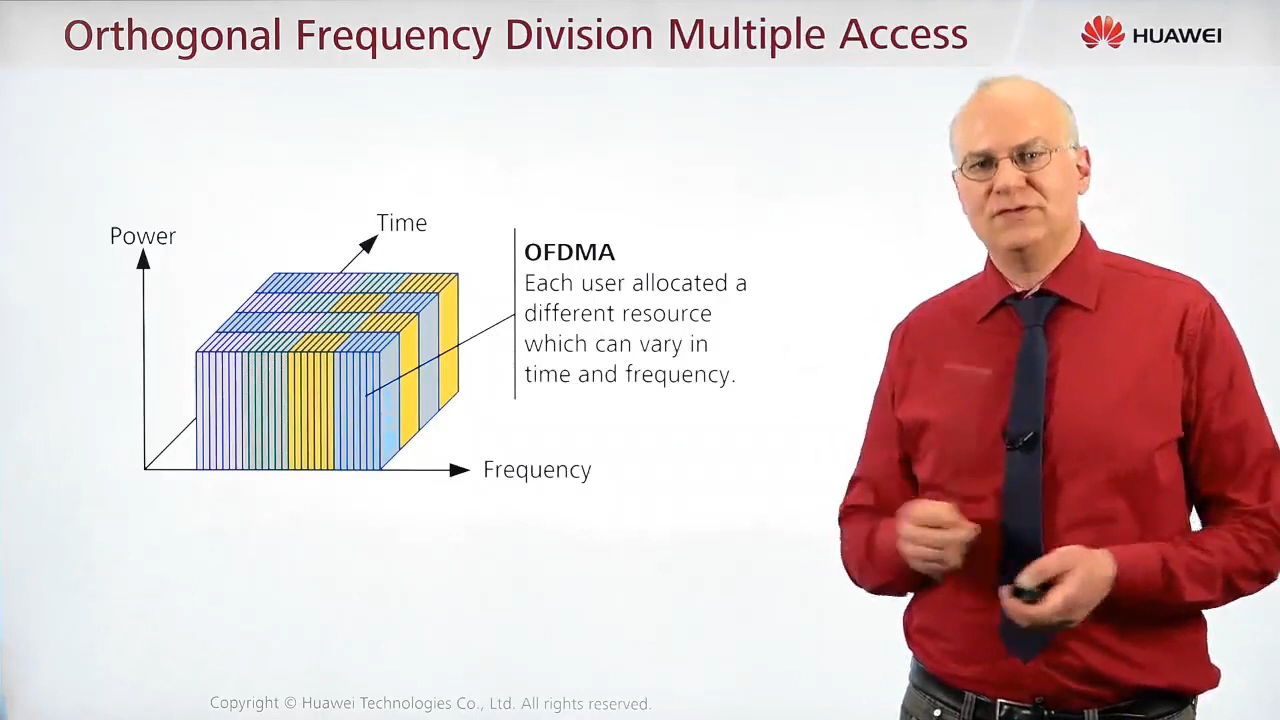 Orthogonal Frequency Division Multiple Access
HUAWEI
Time
Power
OFDMA
Each user allocated a
different resource
which can vary in
time and frequency.
Frequency
Copyright © Huawei Technologies Co., Ltd. All rights reserved.